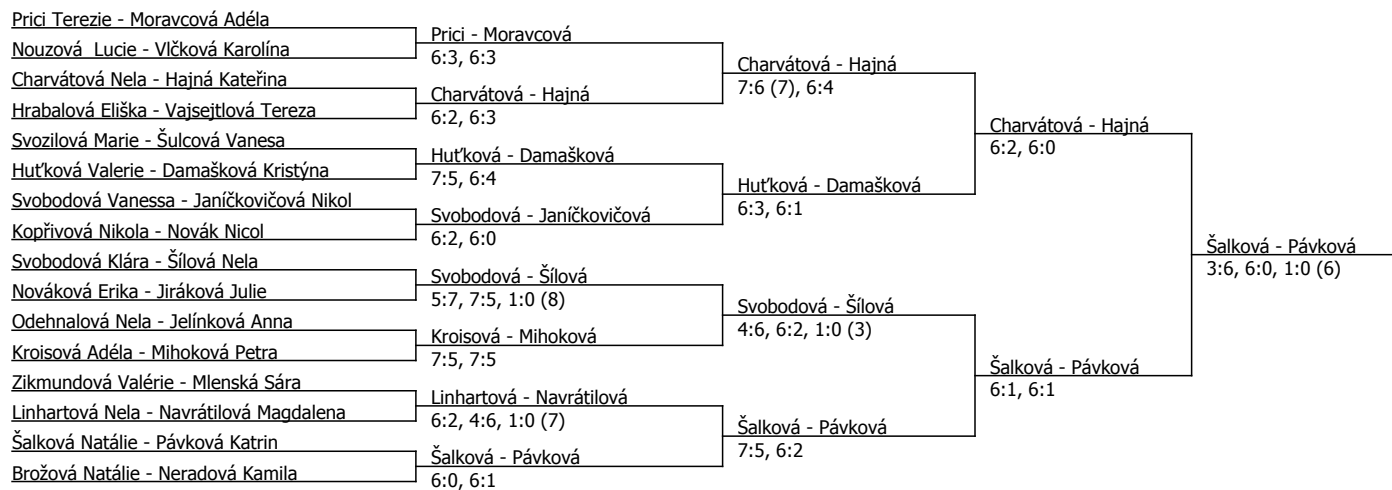 Prici Terezie - Moravcová Adéla
Nouzová  Lucie - Vlčková Karolína
Charvátová Nela - Hajná Kateřina
Hrabalová Eliška - Vajsejtlová Tereza
Svozilová Marie - Šulcová Vanesa
Huťková Valerie - Damašková Kristýna
Svobodová Vanessa - Janíčkovičová Nikol
Kopřivová Nikola - Novák Nicol
Svobodová Klára - Šílová Nela
Nováková Erika - Jiráková Julie
Odehnalová Nela - Jelínková Anna
Kroisová Adéla - Mihoková Petra
Zikmundová Valérie - Mlenská Sára
Linhartová Nela - Navrátilová Magdalena
Šalková Natálie - Pávková Katrin
Brožová Natálie - Neradová Kamila
Prici - Moravcová
6:3, 6:3
Charvátová - Hajná
6:2, 6:3
Huťková - Damašková
7:5, 6:4
Svobodová - Janíčkovičová
6:2, 6:0
Svobodová - Šílová
5:7, 7:5, 1:0 (8)
Kroisová - Mihoková
7:5, 7:5
Linhartová - Navrátilová
6:2, 4:6, 1:0 (7)
Šalková - Pávková
6:0, 6:1
Charvátová - Hajná
7:6 (7), 6:4
Huťková - Damašková
6:3, 6:1
Svobodová - Šílová
4:6, 6:2, 1:0 (3)
Šalková - Pávková
7:5, 6:2
Charvátová - Hajná
6:2, 6:0
Šalková - Pávková
6:1, 6:1
Šalková - Pávková
3:6, 6:0, 1:0 (6)